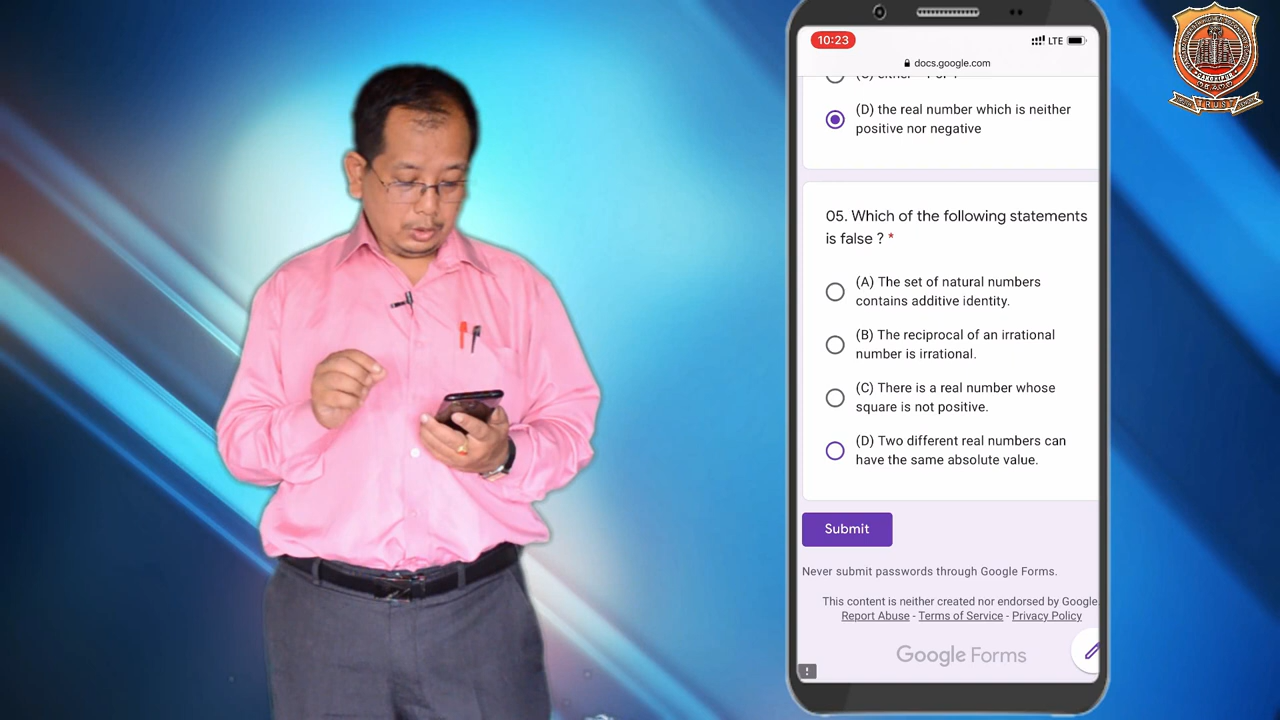 10:23
LTE
docs.google.com
(D) the real number which is neither
positive nor negative
05. Which of the following statements
is false ? *
(A) The set of natural numbers
contains additive identity.
(B) The reciprocal of an irrational
number is irrational.
(C) There is a real number whose
square is not positive.
(D) Two different real numbers can
have the same absolute value.
Submit
Never submit passwords through Google Forms.
This content is neither created nor endorsed by Google.
Report Abuse - Terms of Service - Privacy Policy
Google Forms
TRUST